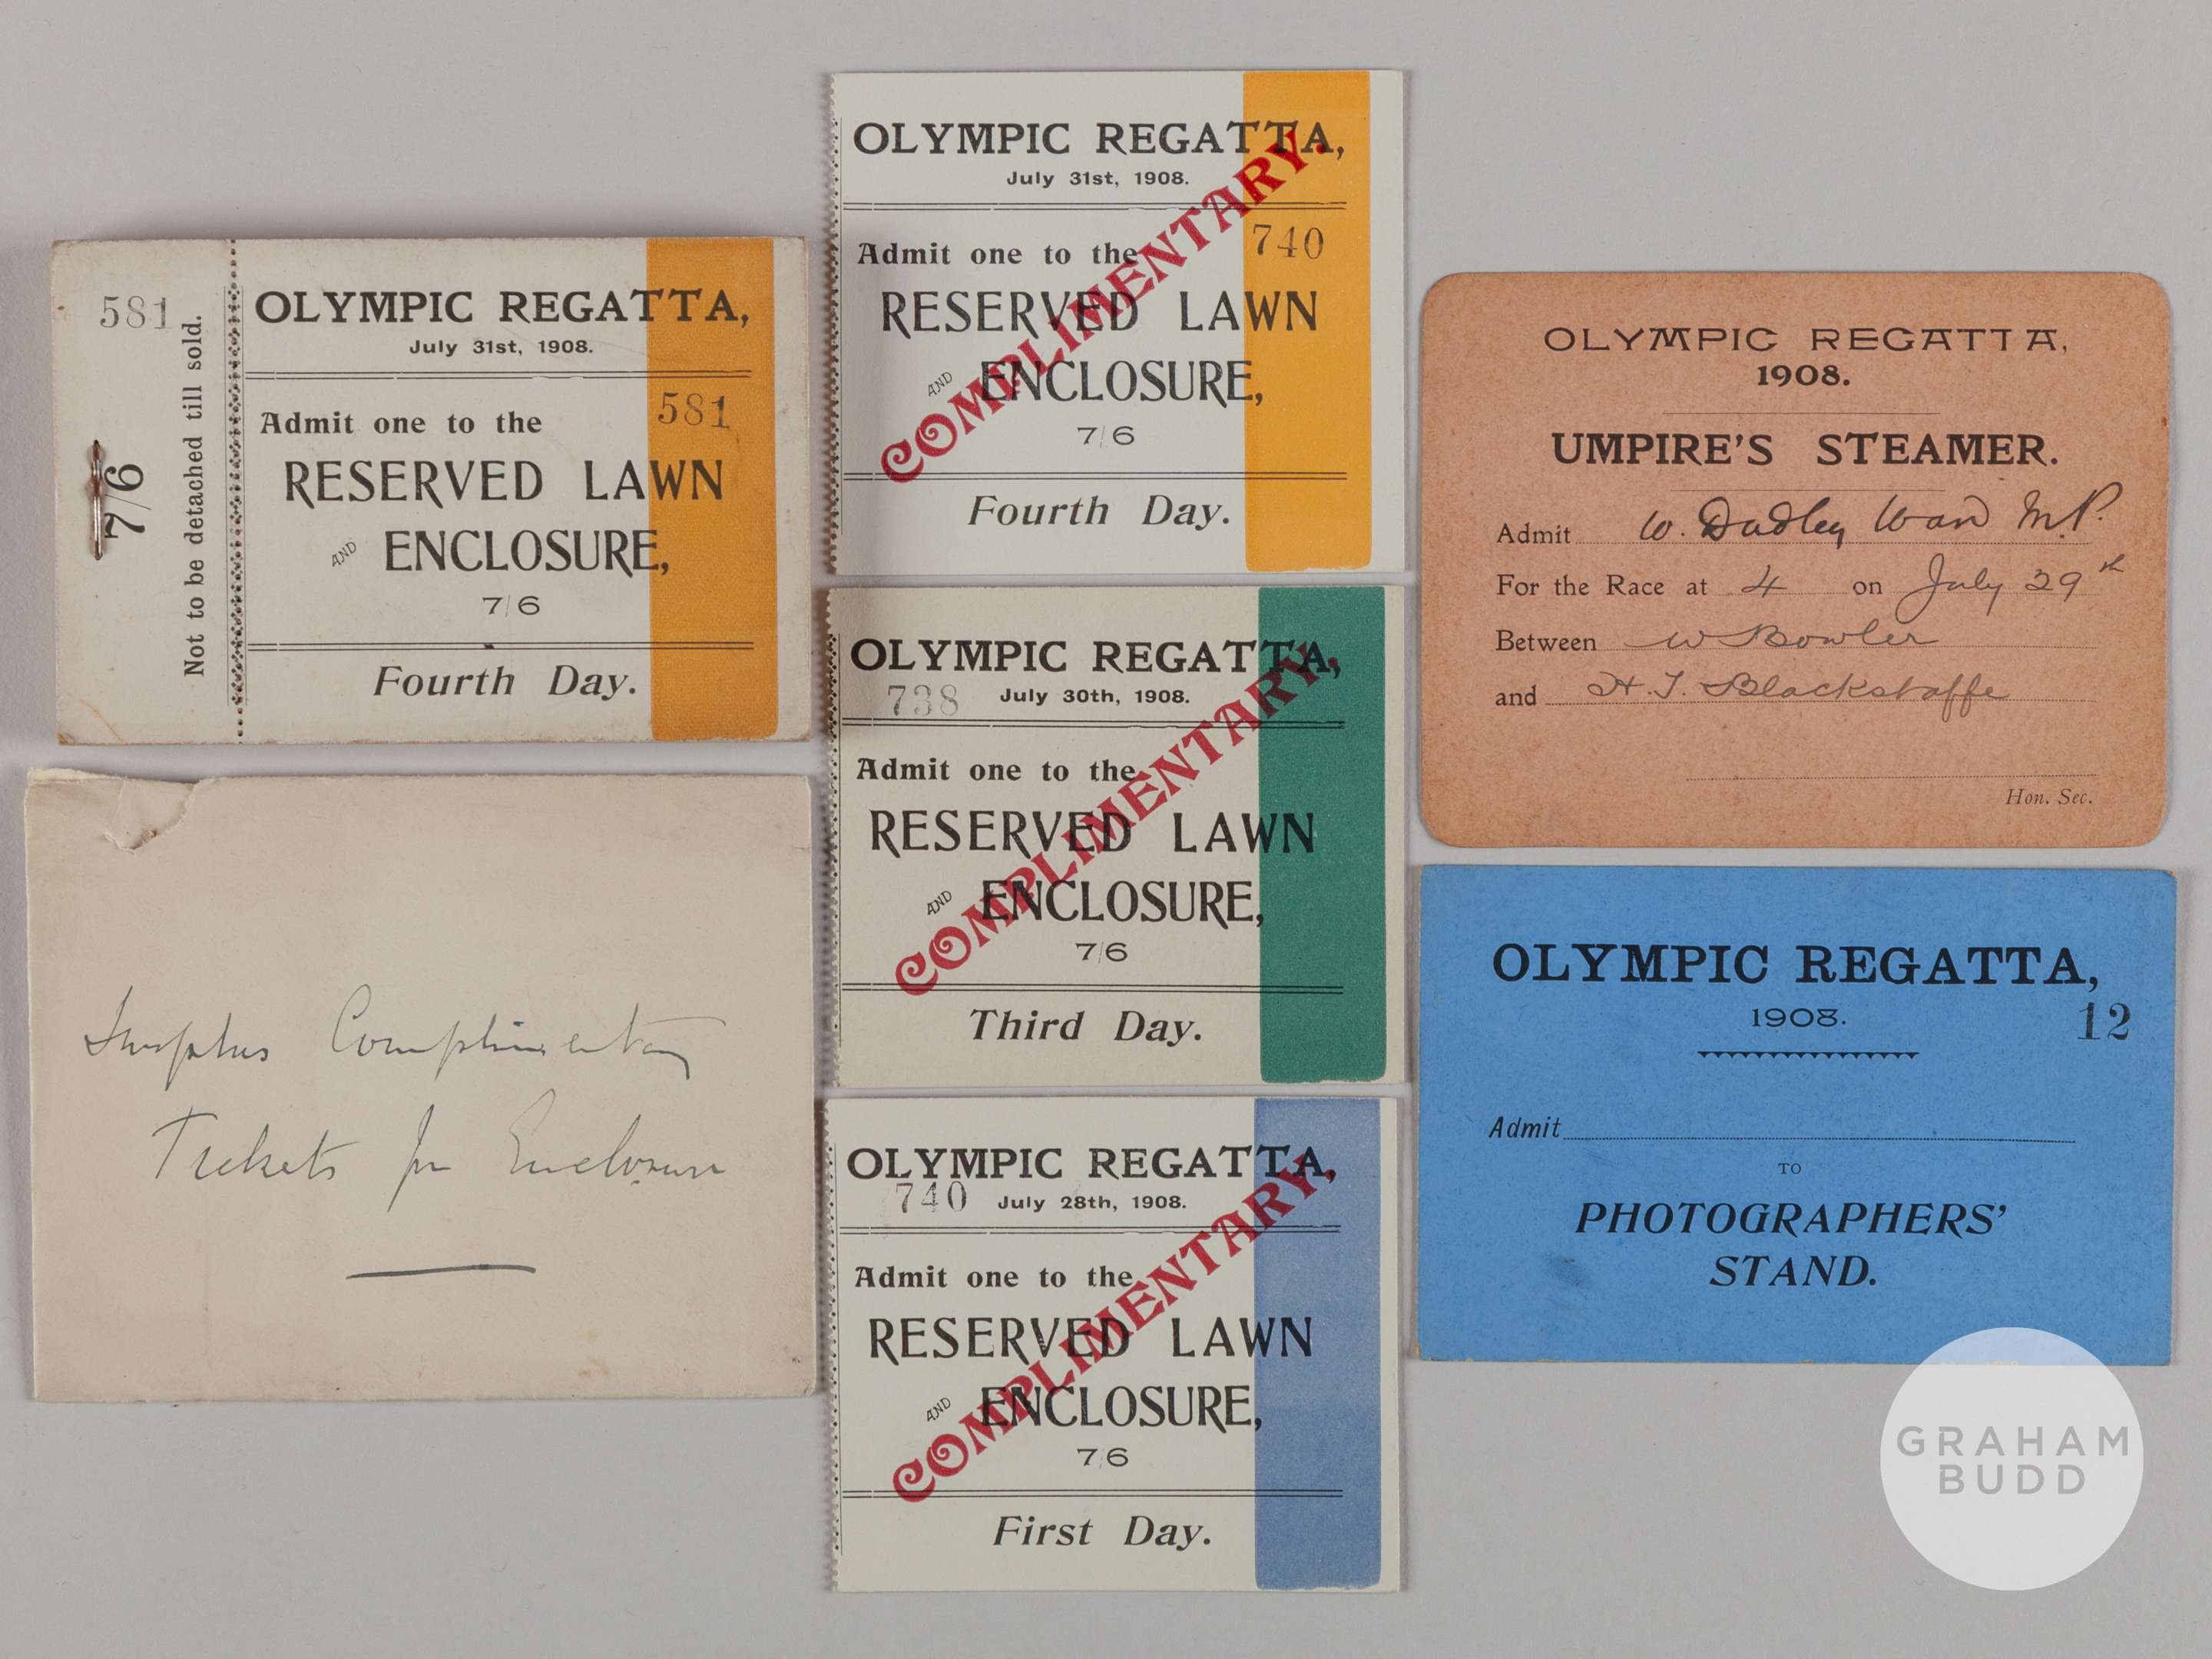 581
7/6
Not to be detached till sold.
OLYMPIC REGATTA,
July 31st, 1908.
Admit one to the
581
RESERVED LAWN
AND ENCLOSURE,
7/6
Fourth Day.
Surplus Complimentary
Tickets for Enclosure
OLYMPIC REGATTA,
July 31st, 1908.
Admit one to the
740
RESERVED LAWN
AND ENCLOSURE,
7/6
Fourth Day.
COMPLIMENTARY.
OLYMPIC REGATTA,
738 July 30th, 1908.
Admit one to the
RESERVED LAWN
AND ENCLOSURE,
7/6
Third Day.
COMPLIMENTARY.
OLYMPIC REGATTA,
740 July 28th, 1908.
Admit one to the
RESERVED LAWN
AND ENCLOSURE,
7/6
First Day.
COMPLIMENTARY.
OLYMPIC REGATTA,
1908.
UMPIRE'S STEAMER.
Admit W. Dudley Ward M.P.
For the Race at 4 on July 29th
Between W Bowler
and H. T. Blackstaffe
Hon. Sec.
OLYMPIC REGATTA,
1908.
12
Admit
TO
PHOTOGRAPHERS'
STAND.
GRAHAM
BUDD